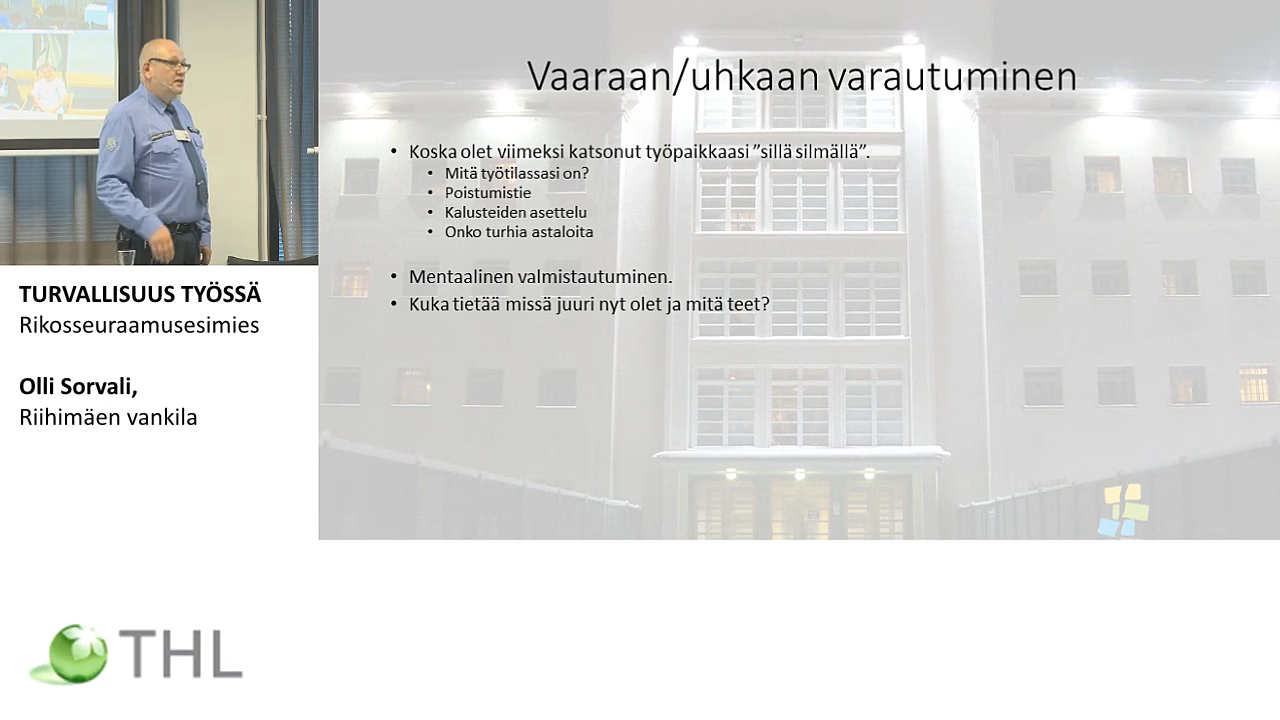 Vaaraan/uhkaan varautuminen
• Koska olet viimeksi katsonut työpaikkaasi ”sillä silmällä”.
• Mitä työtilassasi on?
• Poistumistie
• Kalusteiden asettelu
• Onko turhia astaloita
• Mentaalinen valmistautuminen.
• Kuka tietää missä juuri nyt olet ja mitä teet?
TURVALLISUUS TYÖSSÄ
Rikosseuraamusesimies
Olli Sorvali,
Riihimäen vankila
THL